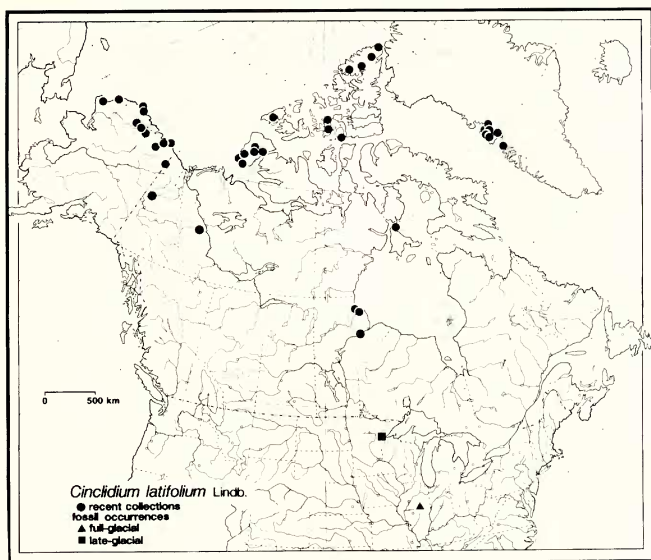 0 500 km
Cinclidium latifolium Lindb.
● recent collections
fossil occurrences
▲ full-glacial
■ late-glacial